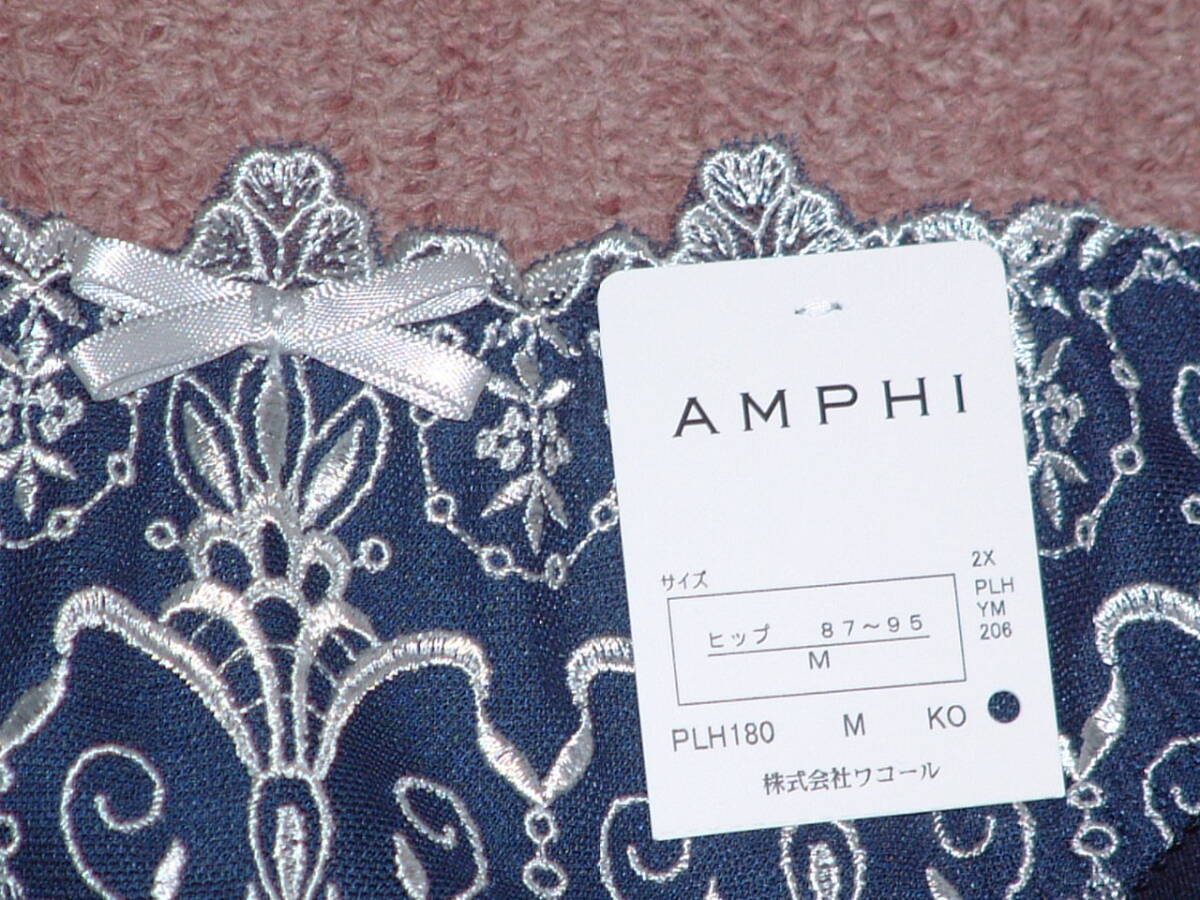 AMPHI
サイズ
ヒップ 87～95
M
2X
PLH
YM
206
PLH180 M KO
株式会社ワコール